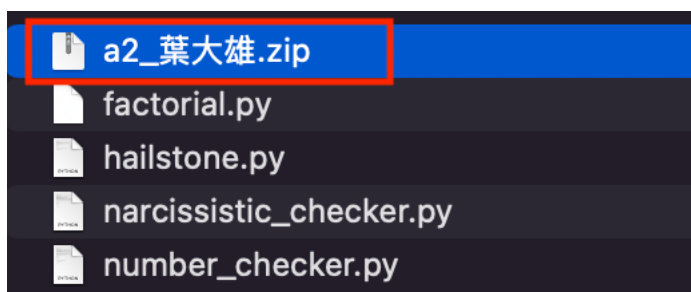 a2_葉大雄.zip
factorial.py
hailstone.py
narcissistic_checker.py
number_checker.py